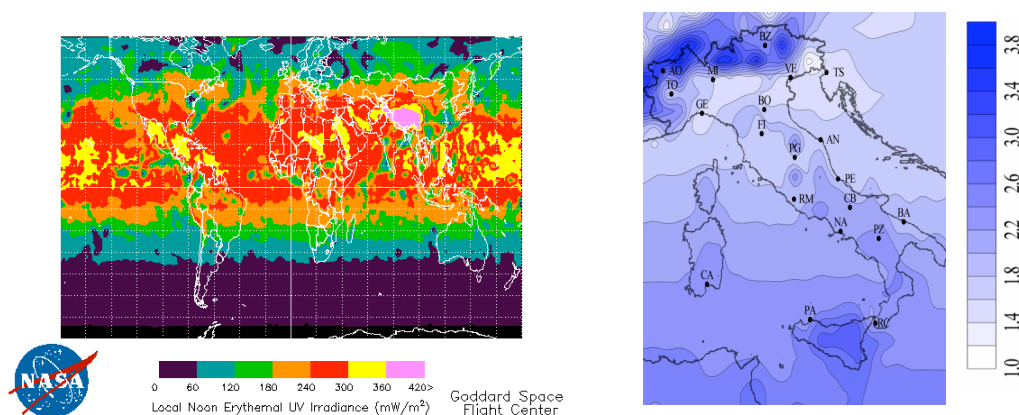 NASA
0 60 120 180 240 300 360 420>
Local Noon Erythemal UV Irradiance (mW/m²)
Goddard Space
Flight Center
BZ
AO
TO
MI
VE
TS
GE
BO
FI
PG
AN
PE
RM
CB
NA
BA
PZ
CA
PA
RC
3.8
3.4
3.0
2.6
2.2
1.8
1.4
1.0